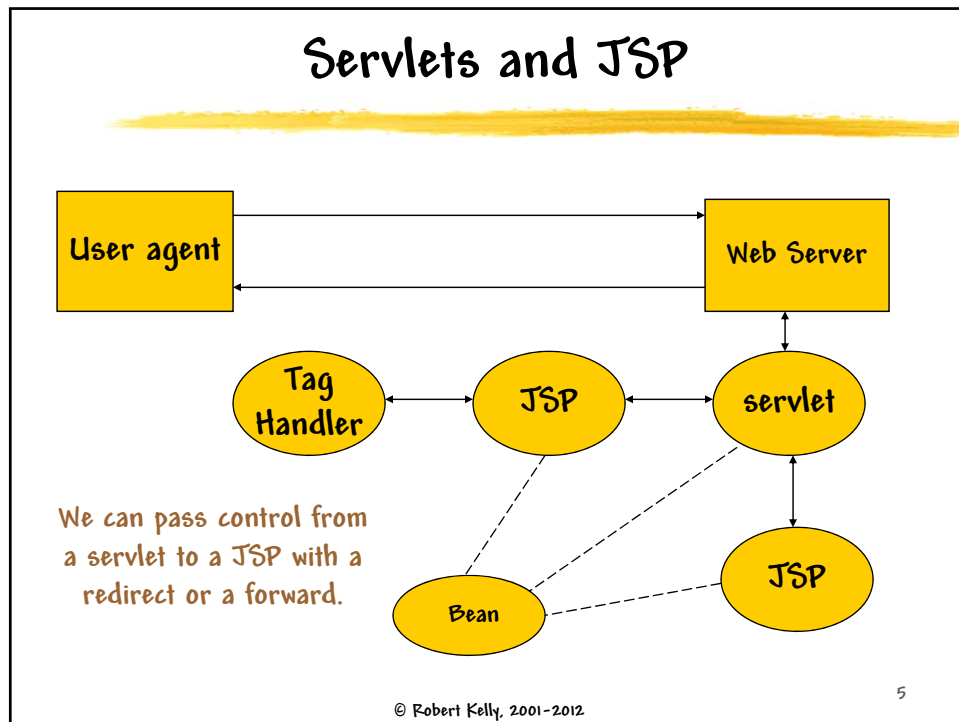 Servlets and JSP
User agent
Web Server
Tag
Handler
JSP
servlet
We can pass control from
a servlet to a JSP with a
redirect or a forward.
JSP
Bean
5
© Robert Kelly, 2001-2012